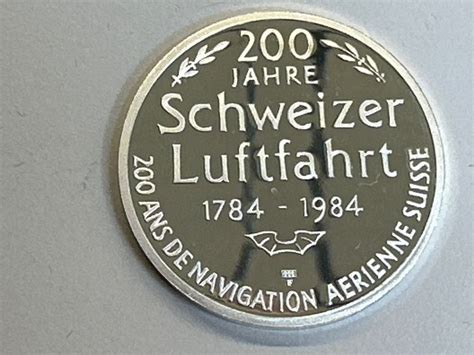 200
JAHRE
Schweizer
Luftfahrt
1784 - 1984
200 ANS DE NAVIGATION AERIENNE SUISSE